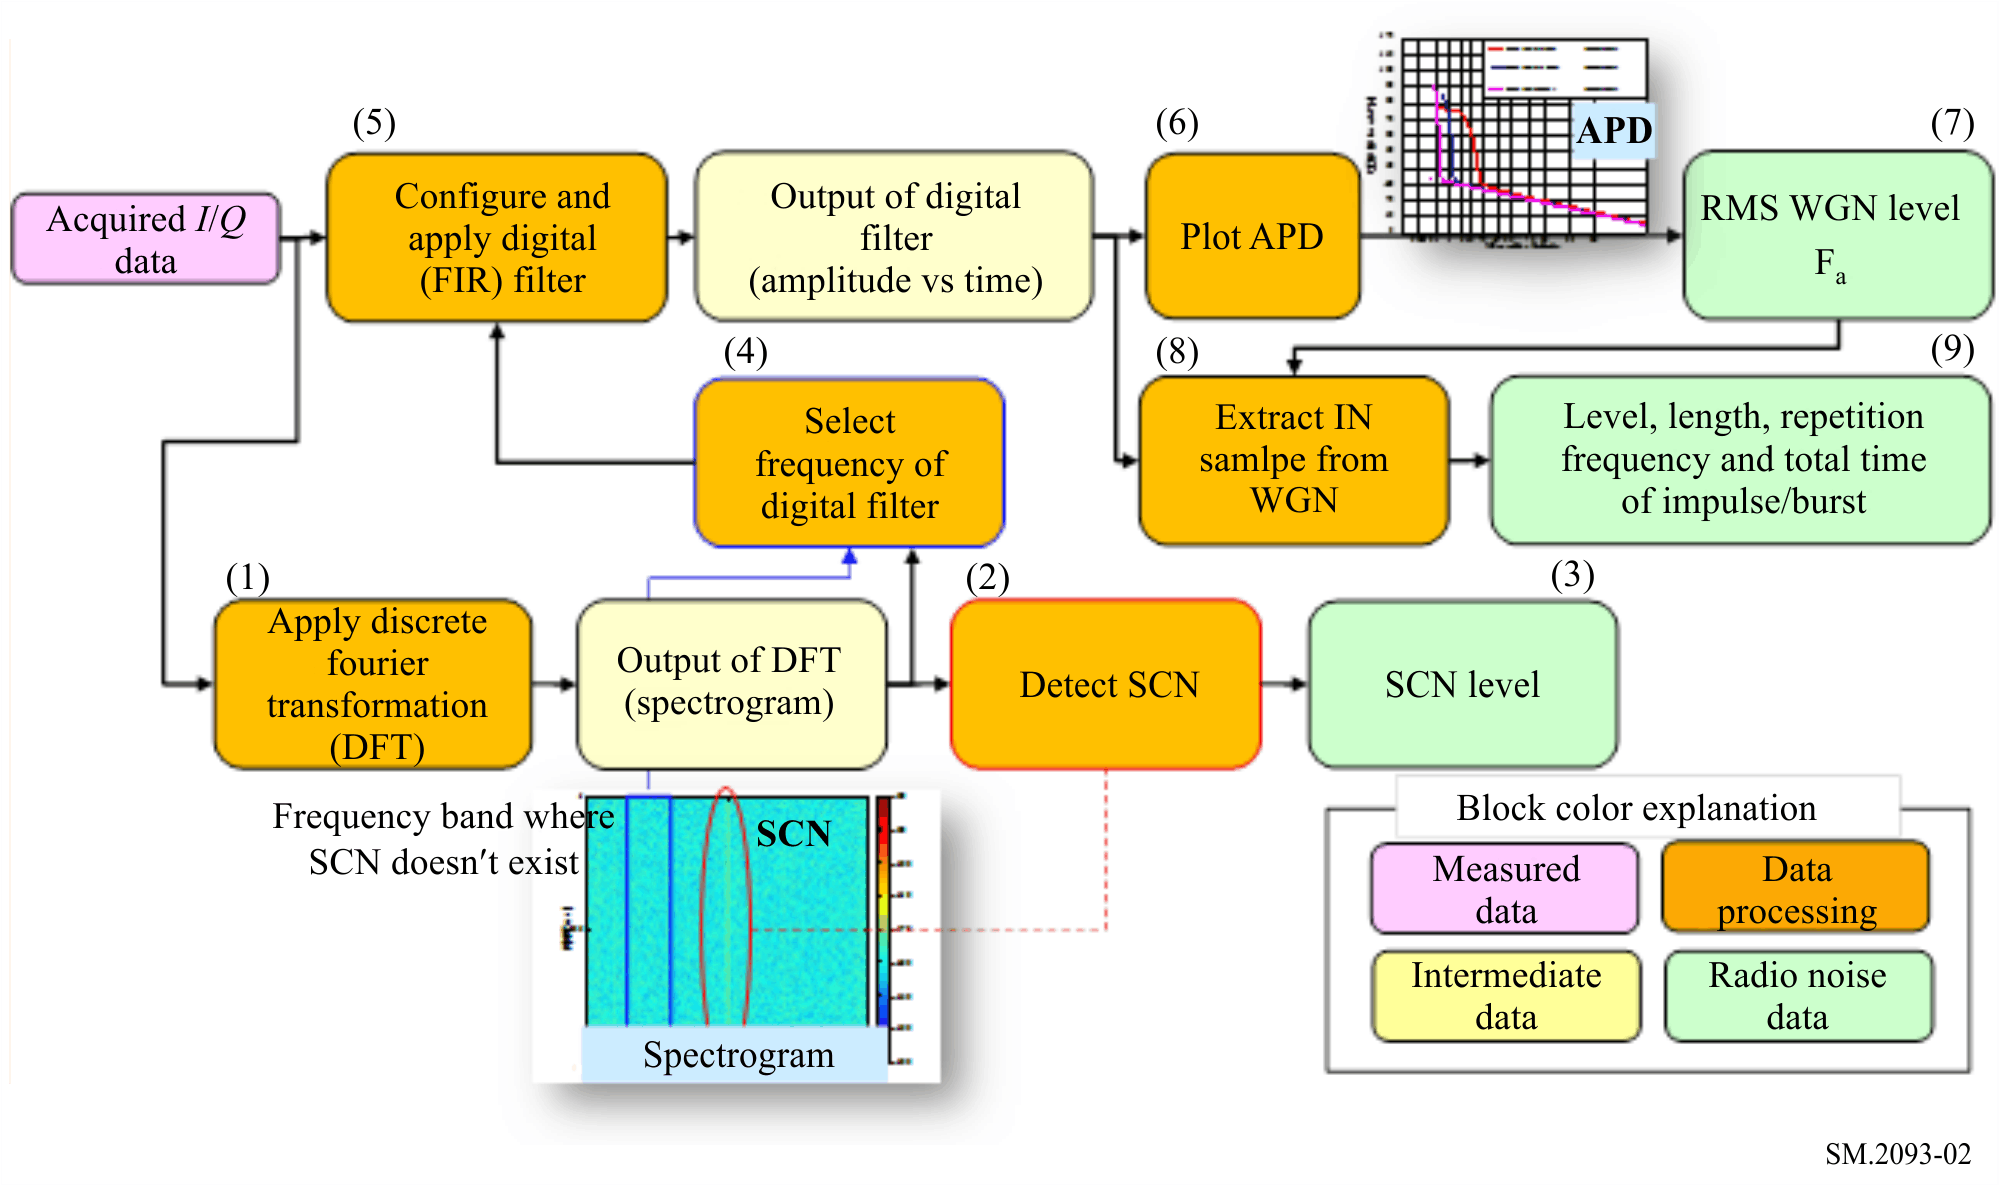 (5)
(6)
APD
(7)
Acquired I/Q
data
Configure and
apply digital
(FIR) filter
Output of digital
filter
(amplitude vs time)
Plot APD
RMS WGN level
Fa
(4)
(8)
(9)
Select
frequency of
digital filter
Extract IN
samlpe from
WGN
Level, length, repetition
frequency and total time
of impulse/burst
(1)
(2)
(3)
Apply discrete
fourier
transformation
(DFT)
Output of DFT
(spectrogram)
Detect SCN
SCN level
Frequency band where
SCN doesn′t exist
SCN
Spectrogram
Block color explanation
Measured
data
Data
processing
Intermediate
data
Radio noise
data
SM.2093-02